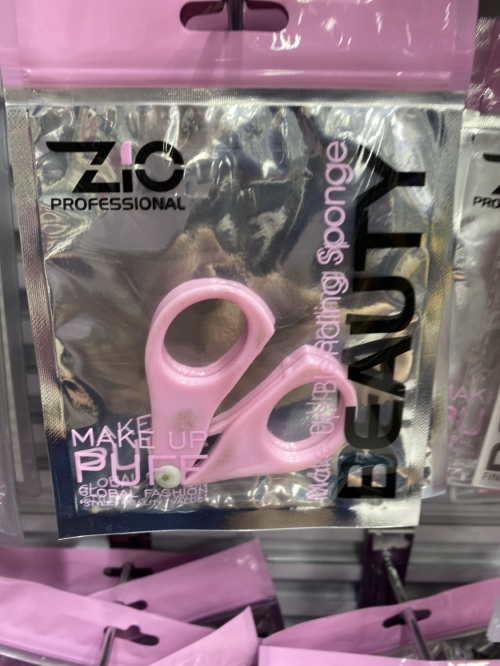 ZIO
PROFESSIONAL
BEAUTY
Make Up Blending Sponge
MAKE UP
PUFF
GLOBAL FASHION